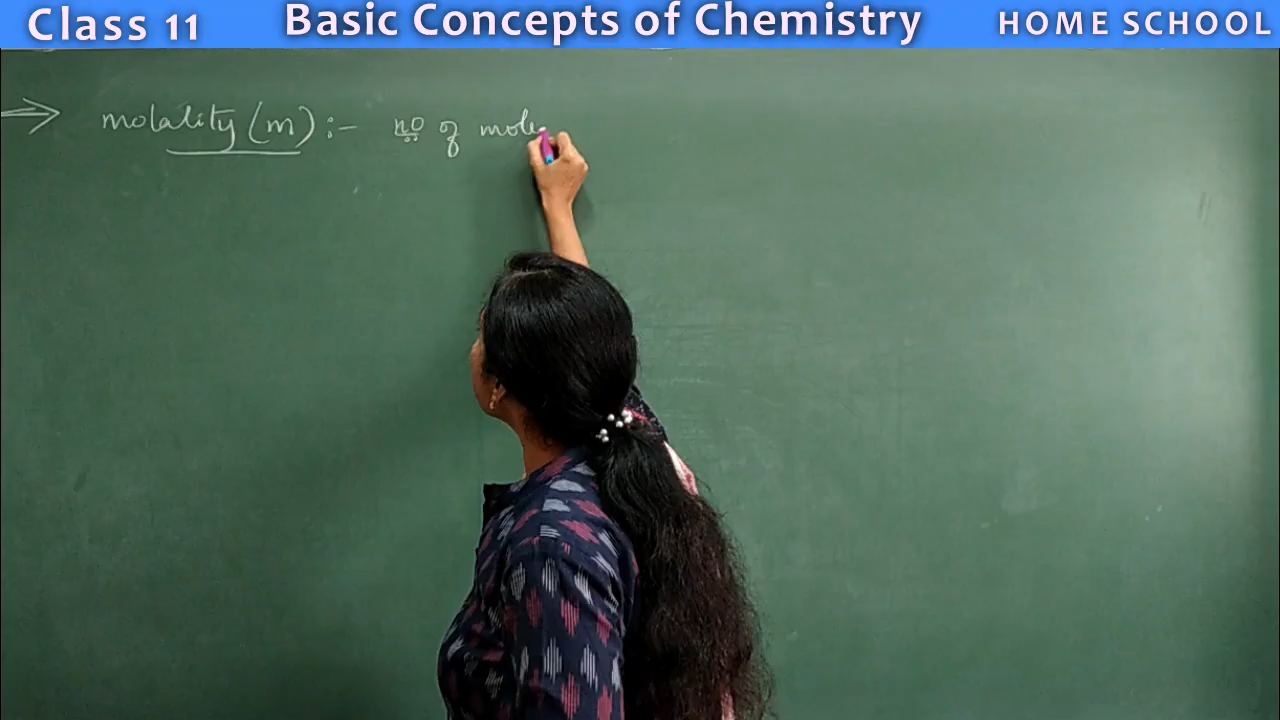 Class 11 Basic Concepts of Chemistry HOME SCHOOL
⇒ molality (m) :- no of mole